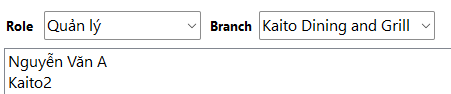 Role Quản lý Branch Kaito Dining and Grill
Nguyễn Văn A
Kaito2